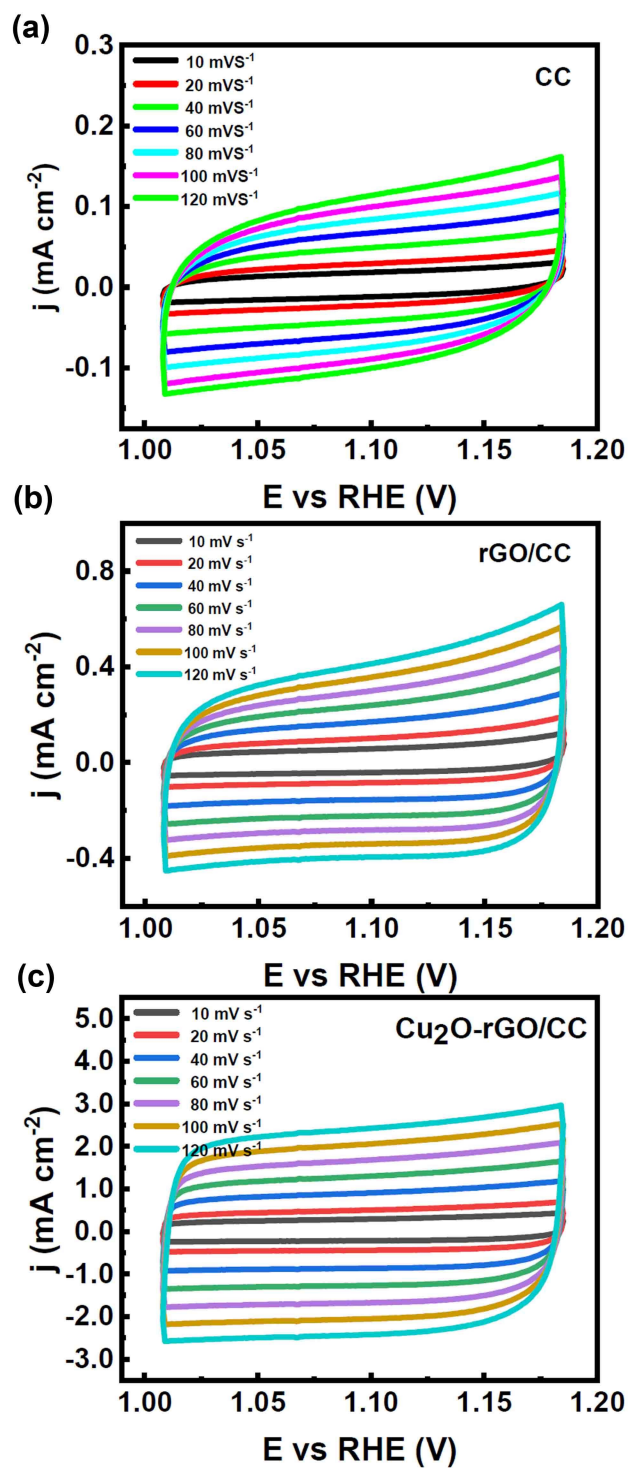 (a)
CC
10 mVS⁻¹
20 mVS⁻¹
40 mVS⁻¹
60 mVS⁻¹
80 mVS⁻¹
100 mVS⁻¹
120 mVS⁻¹
0.3
0.2
0.1
0.0
-0.1
j (mA cm⁻²)
1.00 1.05 1.10 1.15 1.20
E vs RHE (V)
(b)
rGO/CC
10 mV s⁻¹
20 mV s⁻¹
40 mV s⁻¹
60 mV s⁻¹
80 mV s⁻¹
100 mV s⁻¹
120 mV s⁻¹
0.8
0.4
0.0
-0.4
j (mA cm⁻²)
1.00 1.05 1.10 1.15 1.20
E vs RHE (V)
(c)
Cu₂O-rGO/CC
10 mV s⁻¹
20 mV s⁻¹
40 mV s⁻¹
60 mV s⁻¹
80 mV s⁻¹
100 mV s⁻¹
120 mV s⁻¹
5.0
4.0
3.0
2.0
1.0
0.0
-1.0
-2.0
-3.0
j (mA cm⁻²)
1.00 1.05 1.10 1.15 1.20
E vs RHE (V)